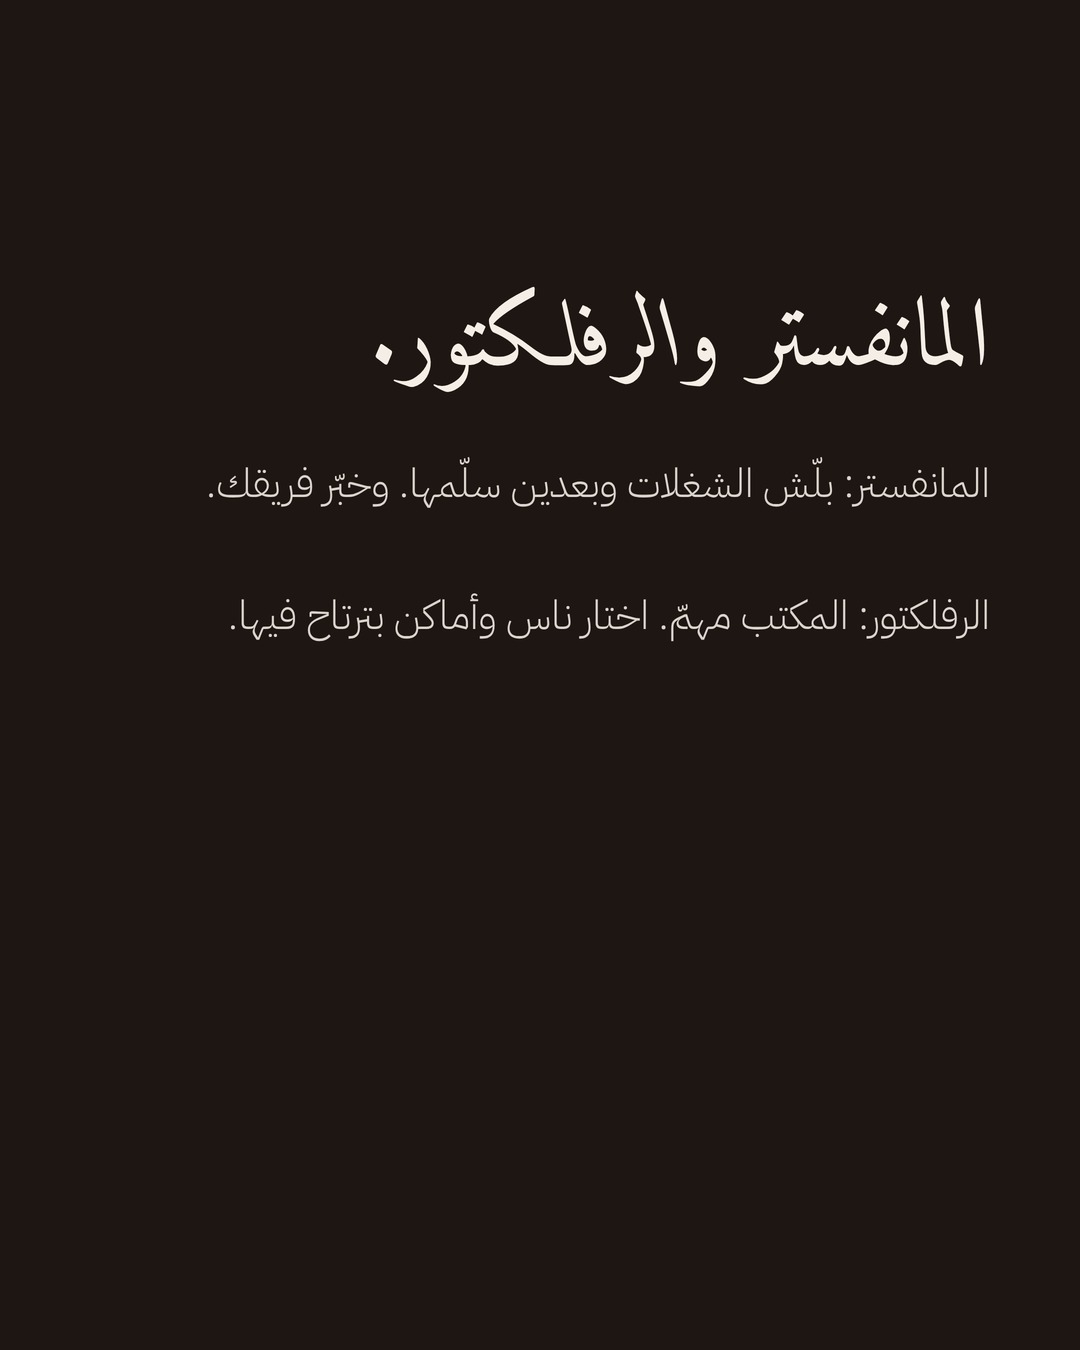 المانفستر والرفلكتور.
المانفستر: بلّش الشغلات وبعدين سلّمها. وخبّر فريقك.
الرفلكتور: المكتب مهمّ. اختار ناس وأماكن بترتاح فيها.